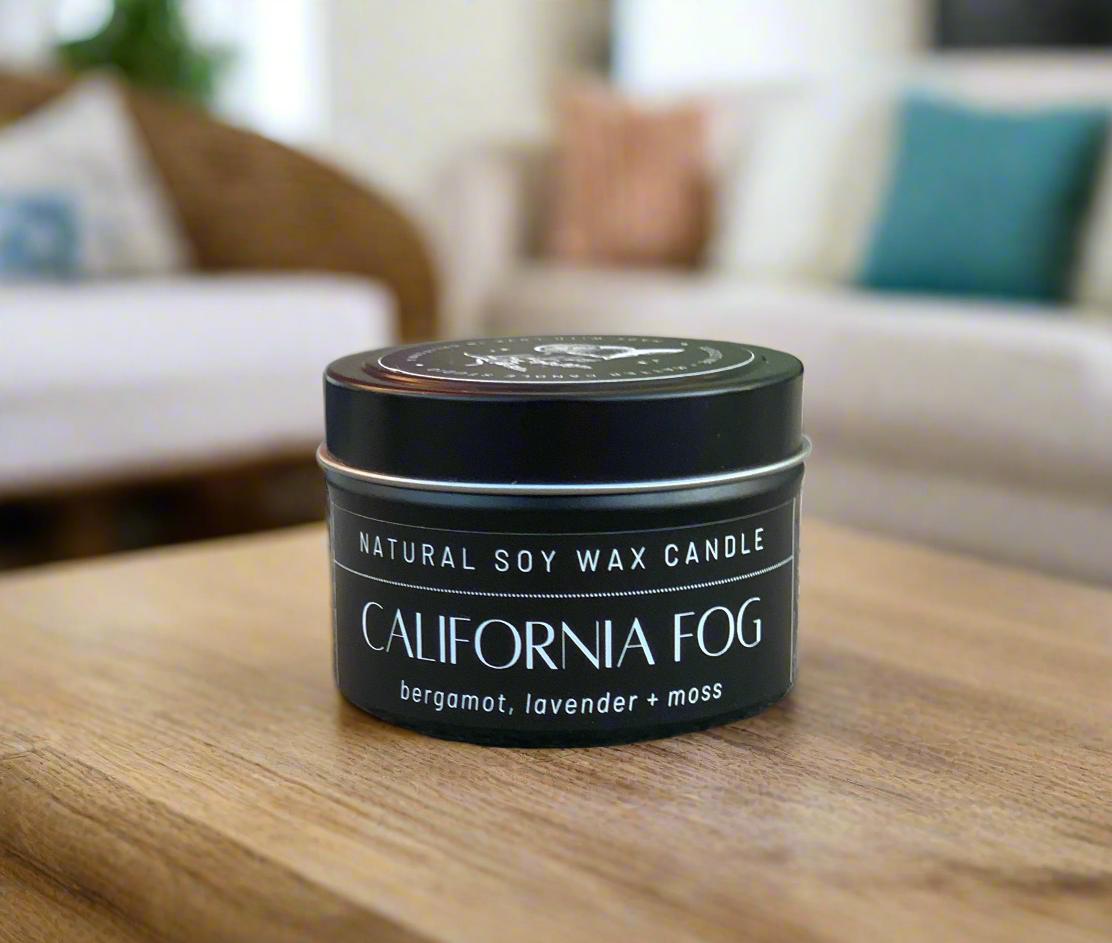 NATURAL SOY WAX CANDLE
CALIFORNIA FOG
bergamot, lavender + moss